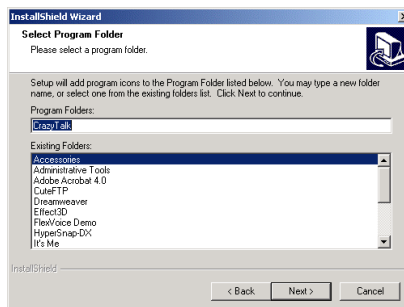 InstallShield Wizard
Select Program Folder
Please select a program folder.
Setup will add program icons to the Program Folder listed below. You may type a new folder
name, or select one from the existing folders list. Click Next to continue.
Program Folders:
CrazyTalk
Existing Folders:
Accessories
Administrative Tools
Adobe Acrobat 4.0
CuteFTP
Dreamweaver
Effect3D
FlexVoice Demo
HyperSnap-DX
It's Me
InstallShield
< Back Next > Cancel